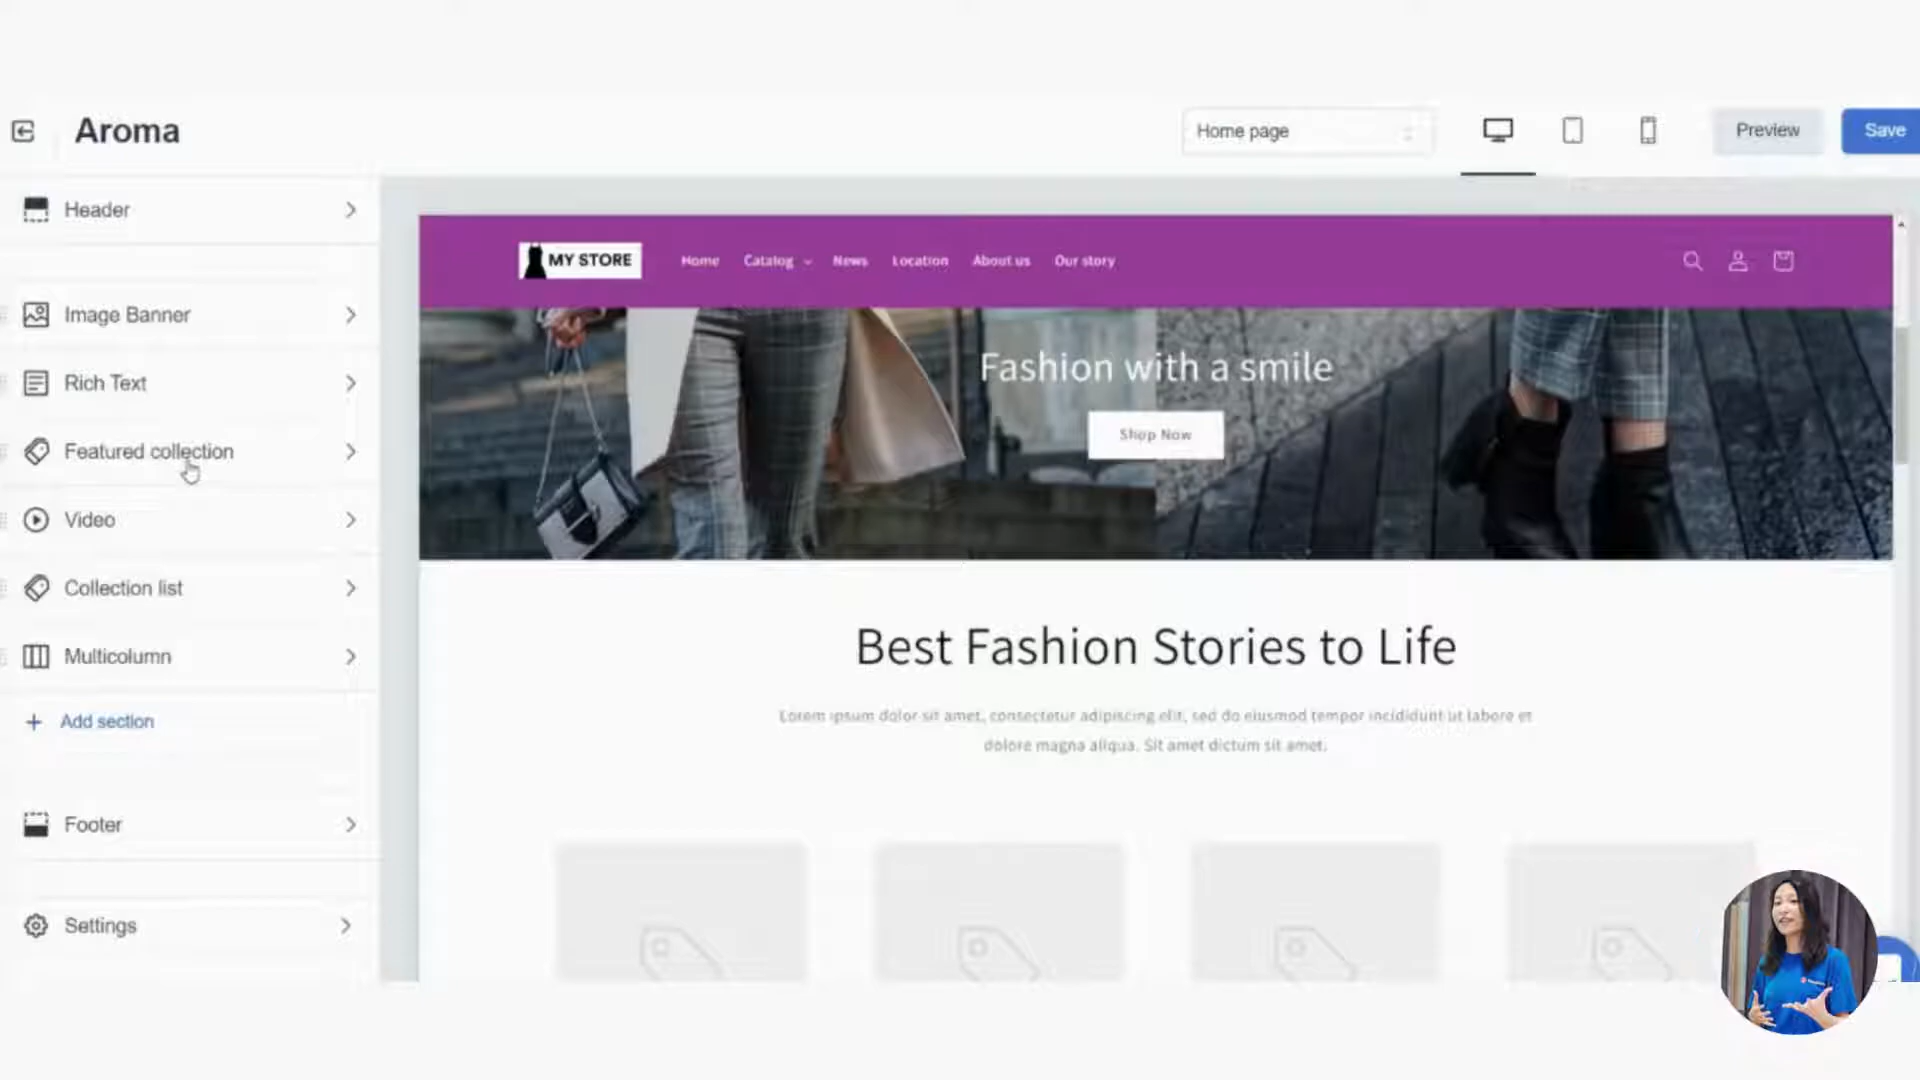 Aroma
Home page
Preview
Save
Header
Image Banner
Rich Text
Featured collection
Video
Collection list
Multicolumn
Add section
Footer
Settings
MY STORE
Home
Catalog
News
Location
About us
Our story
Fashion with a smile
Shop Now
Best Fashion Stories to Life
Lorem ipsum dolor sit amet, consectetur adipiscing elit, sed do eiusmod tempor incididunt ut labore et
dolore magna aliqua. Sit amet dictum sit amet.